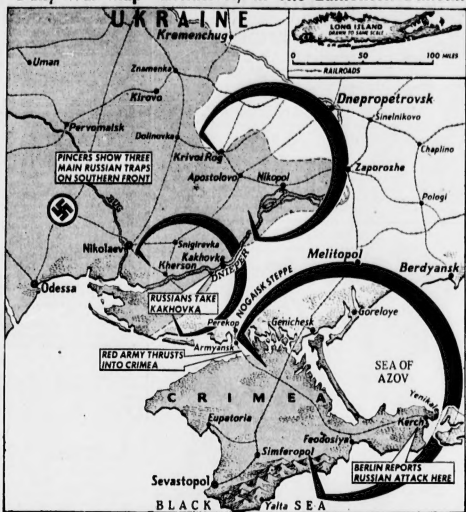 UKRAINE
Kremenchug
LONG ISLAND
DRAWN TO SAME SCALE
0 50 100 MILES
RAILROADS
Uman
Znamenka
Kirovo
Dnepropetrovsk
Sinelnikovo
Pervomaisk
Dolinovka
Chaplino
Krivoi Rog
PINCERS SHOW THREE
MAIN RUSSIAN TRAPS
ON SOUTHERN FRONT
Apostolovo
Nikopol
Zaporozhe
Pologi
BUG
Nikolaev
Snigirevka
Kakhovka
Kherson
DNIEPER
Melitopol
Berdyansk
Odessa
RUSSIANS TAKE
KAKHOVKA
NOGAISK STEPPE
Perekop
Genichesk
Goreloye
Armyansk
RED ARMY THRUSTS
INTO CRIMEA
SEA OF
AZOV
CRIMEA
Yenikale
Eupatoria
Kerch
Feodosiya
Simferopol
BERLIN REPORTS
RUSSIAN ATTACK HERE
Sevastopol
Yalta
BLACK SEA